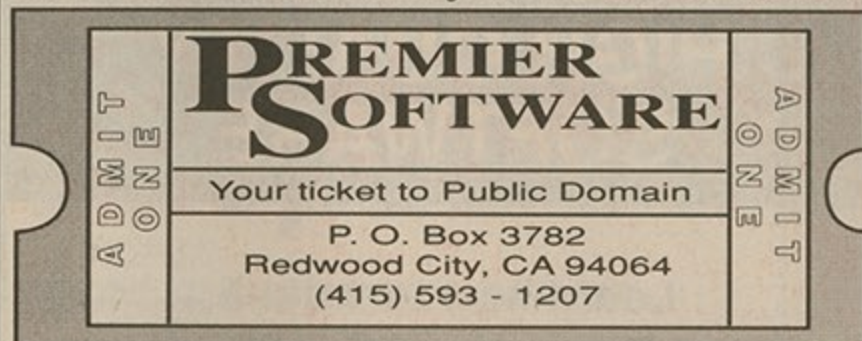 ADMIT
ONE
PREMIER
SOFTWARE
Your ticket to Public Domain
P. O. Box 3782
Redwood City, CA 94064
(415) 593 - 1207
ADMIT
ONE